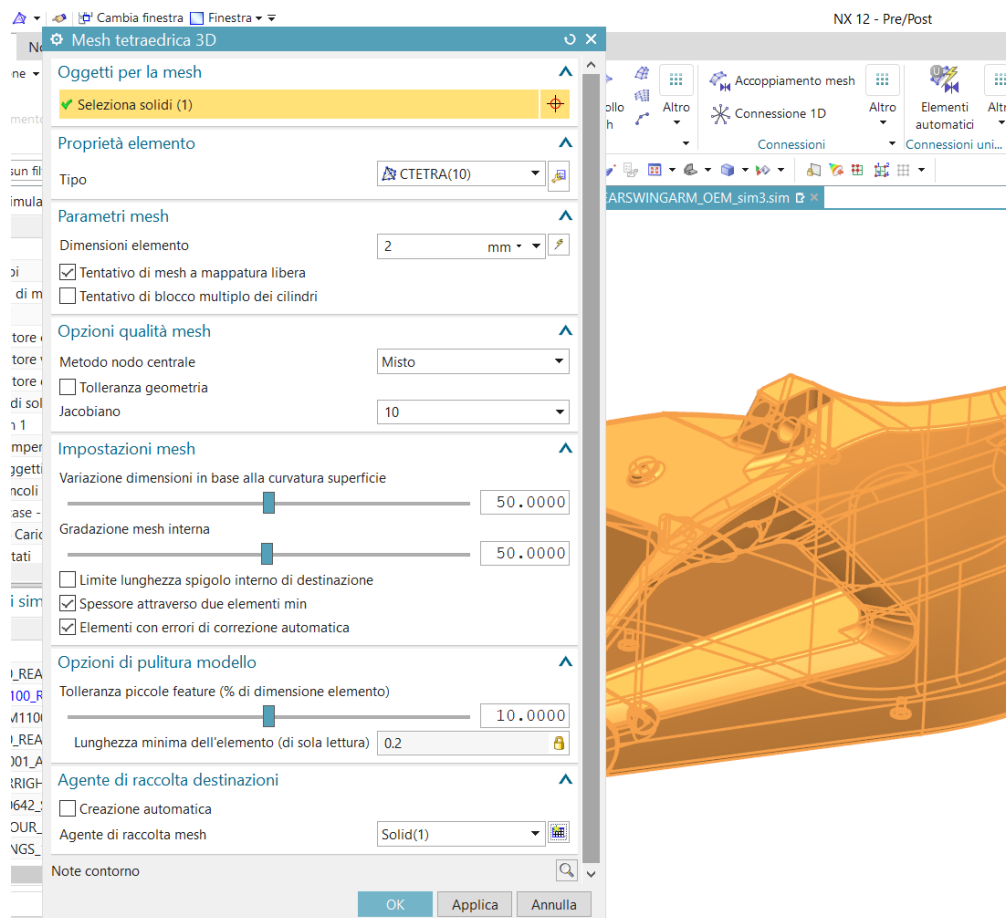 Cambia finestra Finestra
NX 12 - Pre/Post
Mesh tetraedrica 3D
Oggetti per la mesh
Seleziona solidi (1)
Proprietà elemento
Tipo
CTETRA(10)
Parametri mesh
Dimensioni elemento
2 mm
Tentativo di mesh a mappatura libera
Tentativo di blocco multiplo dei cilindri
Opzioni qualità mesh
Metodo nodo centrale
Misto
Tolleranza geometria
Jacobiano
10
Impostazioni mesh
Variazione dimensioni in base alla curvatura superficie
50.0000
Gradazione mesh interna
50.0000
Limite lunghezza spigolo interno di destinazione
Spessore attraverso due elementi min
Elementi con errori di correzione automatica
Opzioni di pulitura modello
Tolleranza piccole feature (% di dimensione elemento)
10.0000
Lunghezza minima dell'elemento (di sola lettura)
0.2
Agente di raccolta destinazioni
Creazione automatica
Agente di raccolta mesh
Solid(1)
Note contorno
OK Applica Annulla
Altro
Accoppiamento mesh
Connessione 1D
Altro
Connessioni
Elementi
automatici
Connessioni uni...
EARSWINGARM_OEM_sim3.sim